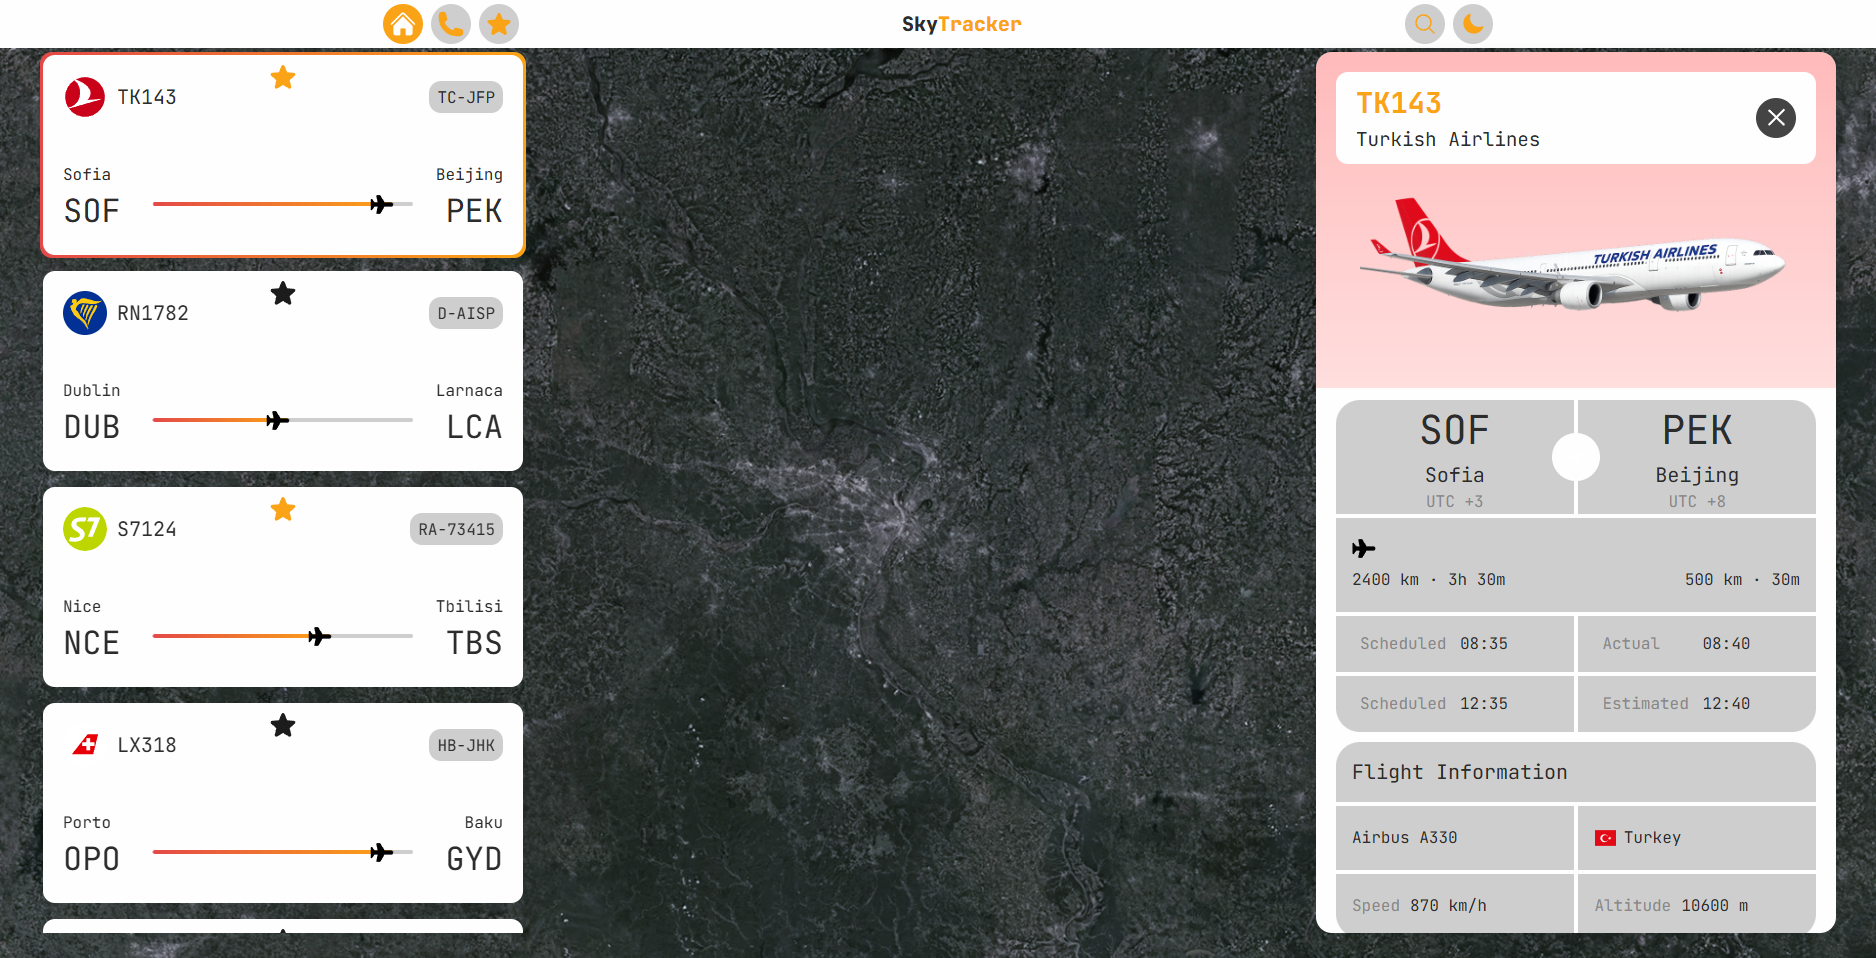 SkyTracker
TK143
TC-JFP
Sofia
Beijing
SOF
PEK
RN1782
D-AISP
Dublin
Larnaca
DUB
LCA
S7
S7124
RA-73415
Nice
Tbilisi
NCE
TBS
LX318
HB-JHK
Porto
Baku
OPO
GYD
TK143
Turkish Airlines
TURKISH AIRLINES
SOF
PEK
Sofia
Beijing
UTC +3
UTC +8
2400 km · 3h 30m
500 km · 30m
Scheduled 08:35
Actual 08:40
Scheduled 12:35
Estimated 12:40
Flight Information
Airbus A330
Turkey
Speed 870 km/h
Altitude 10600 m